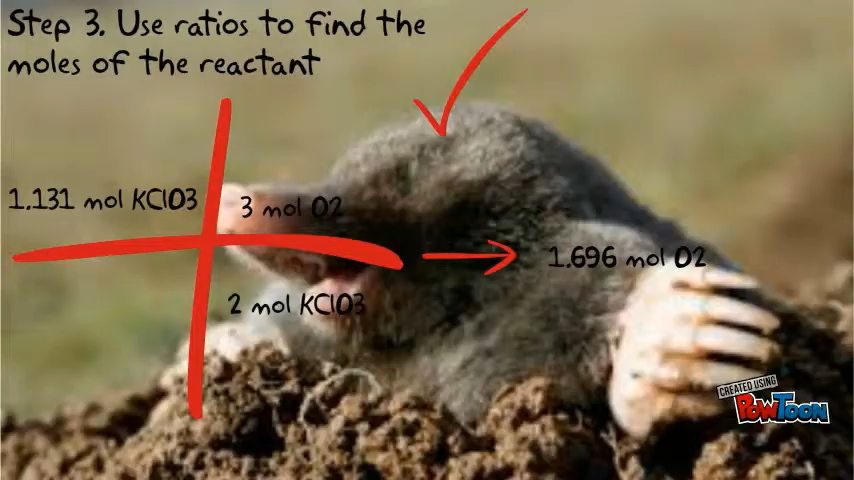 Step 3. Use ratios to find the
moles of the reactant
1.131 mol KClO3
3 mol O2
1.696 mol O2
2 mol KClO3
CREATED USING
POWTOON